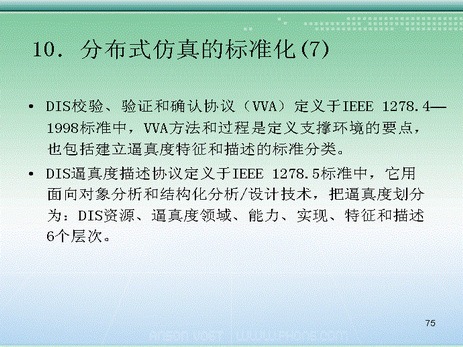 10. 分布式仿真的标准化(7)
• DIS校验、验证和确认协议（VVA）定义于IEEE 1278.4—
1998标准中，VVA方法和过程是定义支撑环境的要点，
也包括建立逼真度特征和描述的标准分类。
• DIS逼真度描述协议定义于IEEE 1278.5标准中，它用
面向对象分析和结构化分析/设计技术，把逼真度划分
为：DIS资源、逼真度领域、能力、实现、特征和描述
6个层次。
75